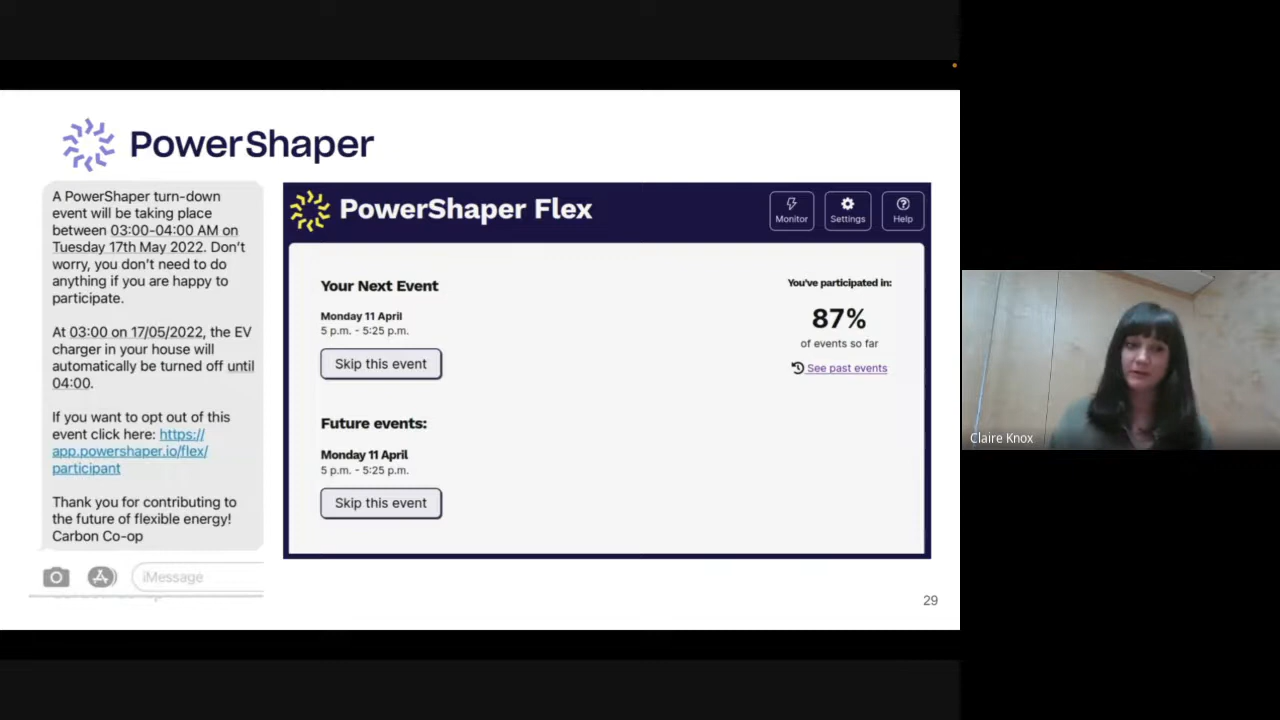 PowerShaper
A PowerShaper turn-down
event will be taking place
between 03:00-04:00 AM on
Tuesday 17th May 2022. Don't
worry, you don't need to do
anything if you are happy to
participate.
At 03:00 on 17/05/2022, the EV
charger in your house will
automatically be turned off until
04:00.
If you want to opt out of this
event click here: https://
app.powershaper.io/flex/
participant
Thank you for contributing to
the future of flexible energy!
Carbon Co-op
iMessage
PowerShaper Flex
Monitor
Settings
Help
Your Next Event
Monday 11 April
5 p.m. - 5:25 p.m.
Skip this event
Future events:
Monday 11 April
5 p.m. - 5:25 p.m.
Skip this event
You've participated in:
87%
of events so far
See past events
29
Claire Knox